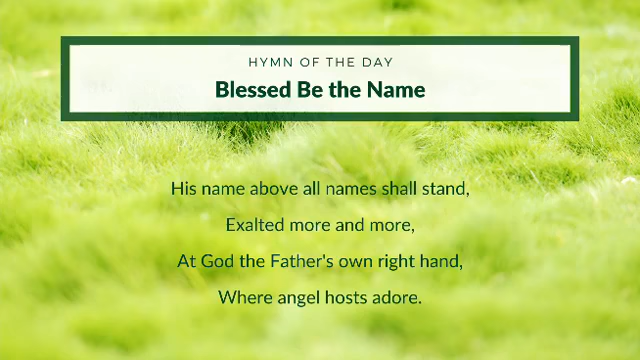 HYMN OF THE DAY
Blessed Be the Name
His name above all names shall stand,
Exalted more and more,
At God the Father's own right hand,
Where angel hosts adore.